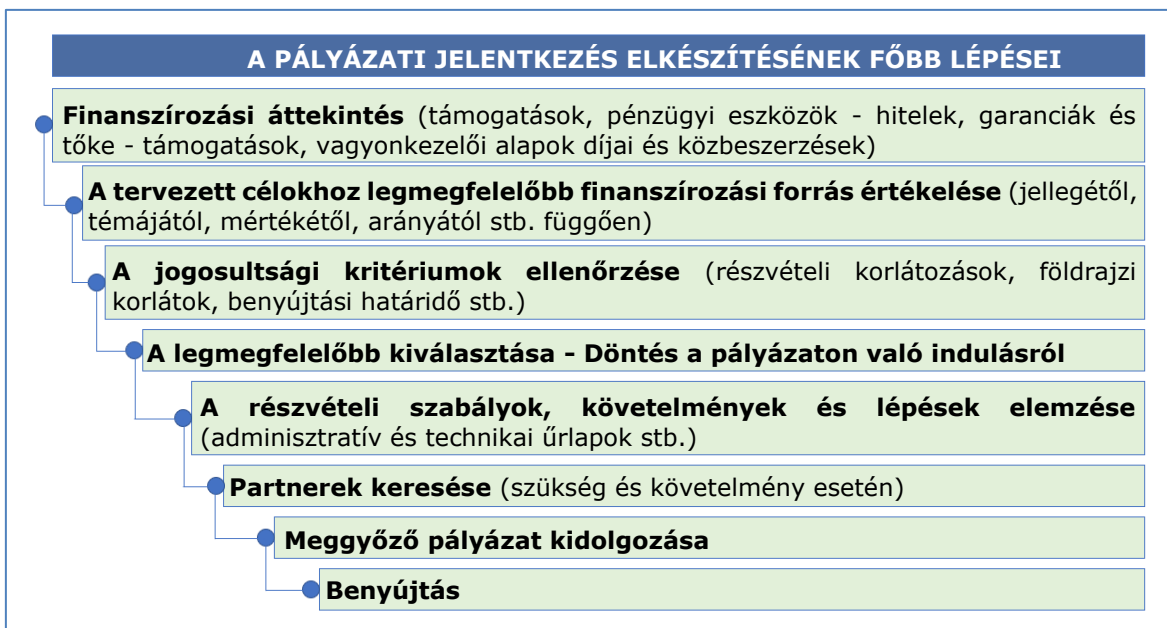 A PÁLYÁZATI JELENTKEZÉS ELKÉSZÍTÉSÉNEK FŐBB LÉPÉSEI
Finanszírozási áttekintés (támogatások, pénzügyi eszközök - hitelek, garanciák és
tőke - támogatások, vagyonkezelői alapok díjai és közbeszerzések)
A tervezett célokhoz legmegfelelőbb finanszírozási forrás értékelése (jellegétől,
témájától, mértékétől, arányától stb. függően)
A jogosultsági kritériumok ellenőrzése (részvételi korlátozások, földrajzi
korlátok, benyújtási határidő stb.)
A legmegfelelőbb kiválasztása - Döntés a pályázaton való indulásról
A részvételi szabályok, követelmények és lépések elemzése
(adminisztratív és technikai űrlapok stb.)
Partnerek keresése (szükség és követelmény esetén)
Meggyőző pályázat kidolgozása
Benyújtás